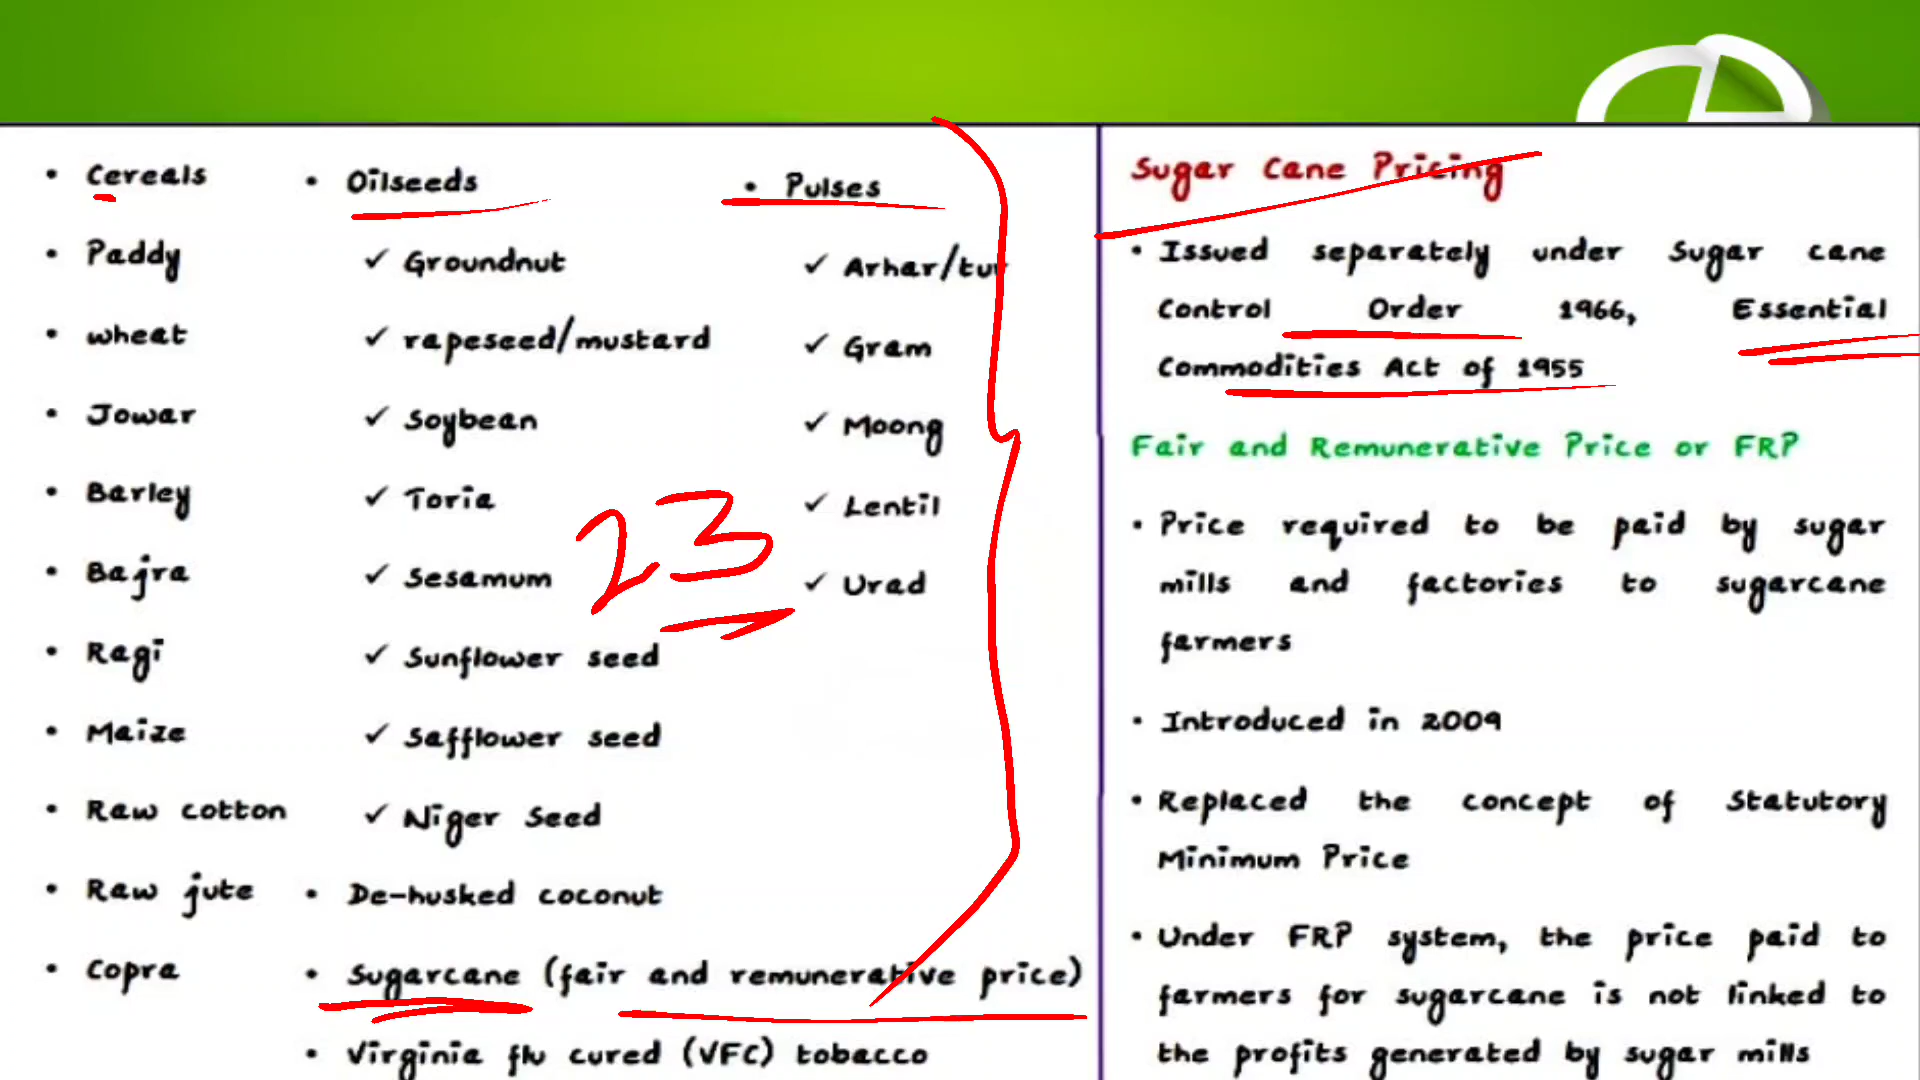 • Cereals
• Paddy
• wheat
• Jowar
• Barley
• Bajra
• Ragi
• Maize
• Raw cotton
• Raw jute
• Copra
• Oilseeds
✓ Groundnut
✓ rapeseed/mustard
✓ Soybean
✓ Toria
✓ Sesamum
✓ Sunflower seed
✓ Safflower seed
✓ Niger Seed
• De-husked coconut
• Sugarcane (fair and remunerative price)
• Virginia flu cured (VFC) tobacco
23
• Pulses
✓ Arhar/tur
✓ Gram
✓ Moong
✓ Lentil
✓ Urad
Sugar Cane Pricing
• Issued separately under Sugar cane
Control Order 1966, Essential
Commodities Act of 1955
Fair and Remunerative Price or FRP
• Price required to be paid by sugar
mills and factories to sugarcane
farmers
• Introduced in 2009
• Replaced the concept of Statutory
Minimum Price
• Under FRP system, the price paid to
farmers for sugarcane is not linked to
the profits generated by sugar mills